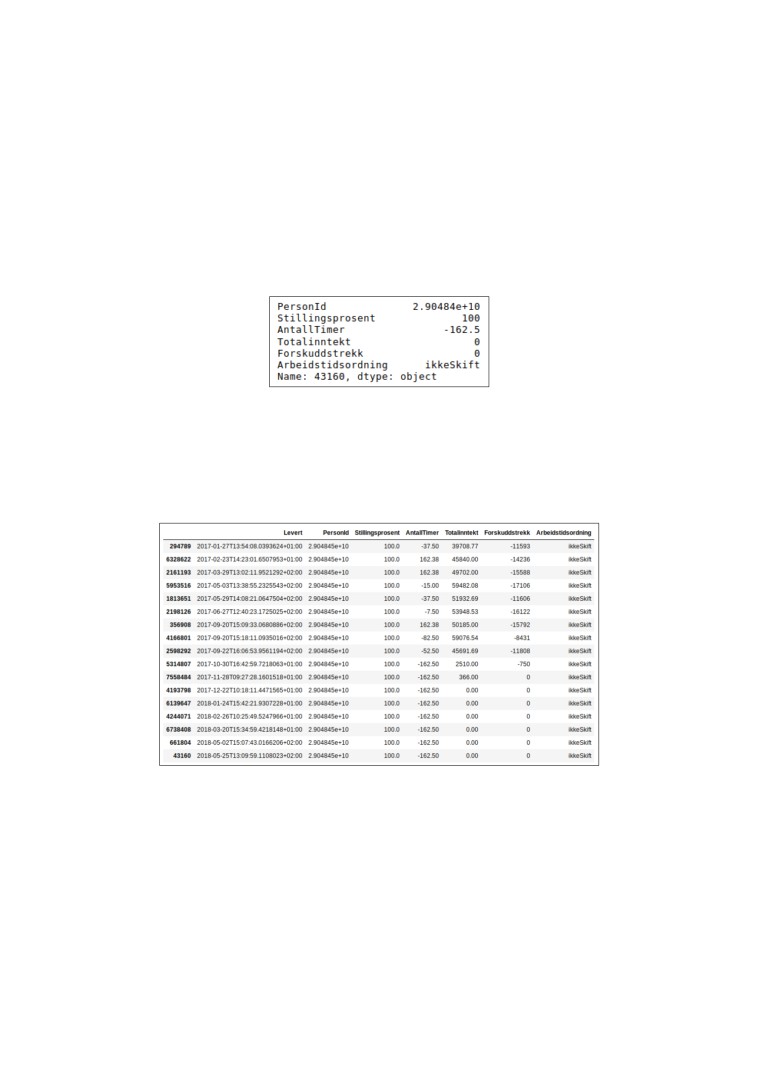 PersonId 2.90484e+10
Stillingsprosent 100
AntallTimer -162.5
Totalinntekt 0
Forskuddstrekk 0
Arbeidstidsordning ikkeSkift
Name: 43160, dtype: object
Levert PersonId Stillingsprosent AntallTimer Totalinntekt Forskuddstrekk Arbeidstidsordning
294789 2017-01-27T13:54:08.0393624+01:00 2.904845e+10 100.0 -37.50 39708.77 -11593 ikkeSkift
6328622 2017-02-23T14:23:01.6507953+01:00 2.904845e+10 100.0 162.38 45840.00 -14236 ikkeSkift
2161193 2017-03-29T13:02:11.9521292+02:00 2.904845e+10 100.0 162.38 49702.00 -15588 ikkeSkift
5953516 2017-05-03T13:38:55.2325543+02:00 2.904845e+10 100.0 -15.00 59482.08 -17106 ikkeSkift
1813651 2017-05-29T14:08:21.0647504+02:00 2.904845e+10 100.0 -37.50 51932.69 -11606 ikkeSkift
2198126 2017-06-27T12:40:23.1725025+02:00 2.904845e+10 100.0 -7.50 53948.53 -16122 ikkeSkift
356908 2017-09-20T15:09:33.0680886+02:00 2.904845e+10 100.0 162.38 50185.00 -15792 ikkeSkift
4166801 2017-09-20T15:18:11.0935016+02:00 2.904845e+10 100.0 -82.50 59076.54 -8431 ikkeSkift
2598292 2017-09-22T16:06:53.9561194+02:00 2.904845e+10 100.0 -52.50 45691.69 -11808 ikkeSkift
5314807 2017-10-30T16:42:59.7218063+01:00 2.904845e+10 100.0 -162.50 2510.00 -750 ikkeSkift
7558484 2017-11-28T09:27:28.1601518+01:00 2.904845e+10 100.0 -162.50 366.00 0 ikkeSkift
4193798 2017-12-22T10:18:11.4471565+01:00 2.904845e+10 100.0 -162.50 0.00 0 ikkeSkift
6139647 2018-01-24T15:42:21.9307228+01:00 2.904845e+10 100.0 -162.50 0.00 0 ikkeSkift
4244071 2018-02-26T10:25:49.5247966+01:00 2.904845e+10 100.0 -162.50 0.00 0 ikkeSkift
6738408 2018-03-20T15:34:59.4218148+01:00 2.904845e+10 100.0 -162.50 0.00 0 ikkeSkift
661804 2018-05-02T15:07:43.0166206+02:00 2.904845e+10 100.0 -162.50 0.00 0 ikkeSkift
43160 2018-05-25T13:09:59.1108023+02:00 2.904845e+10 100.0 -162.50 0.00 0 ikkeSkift